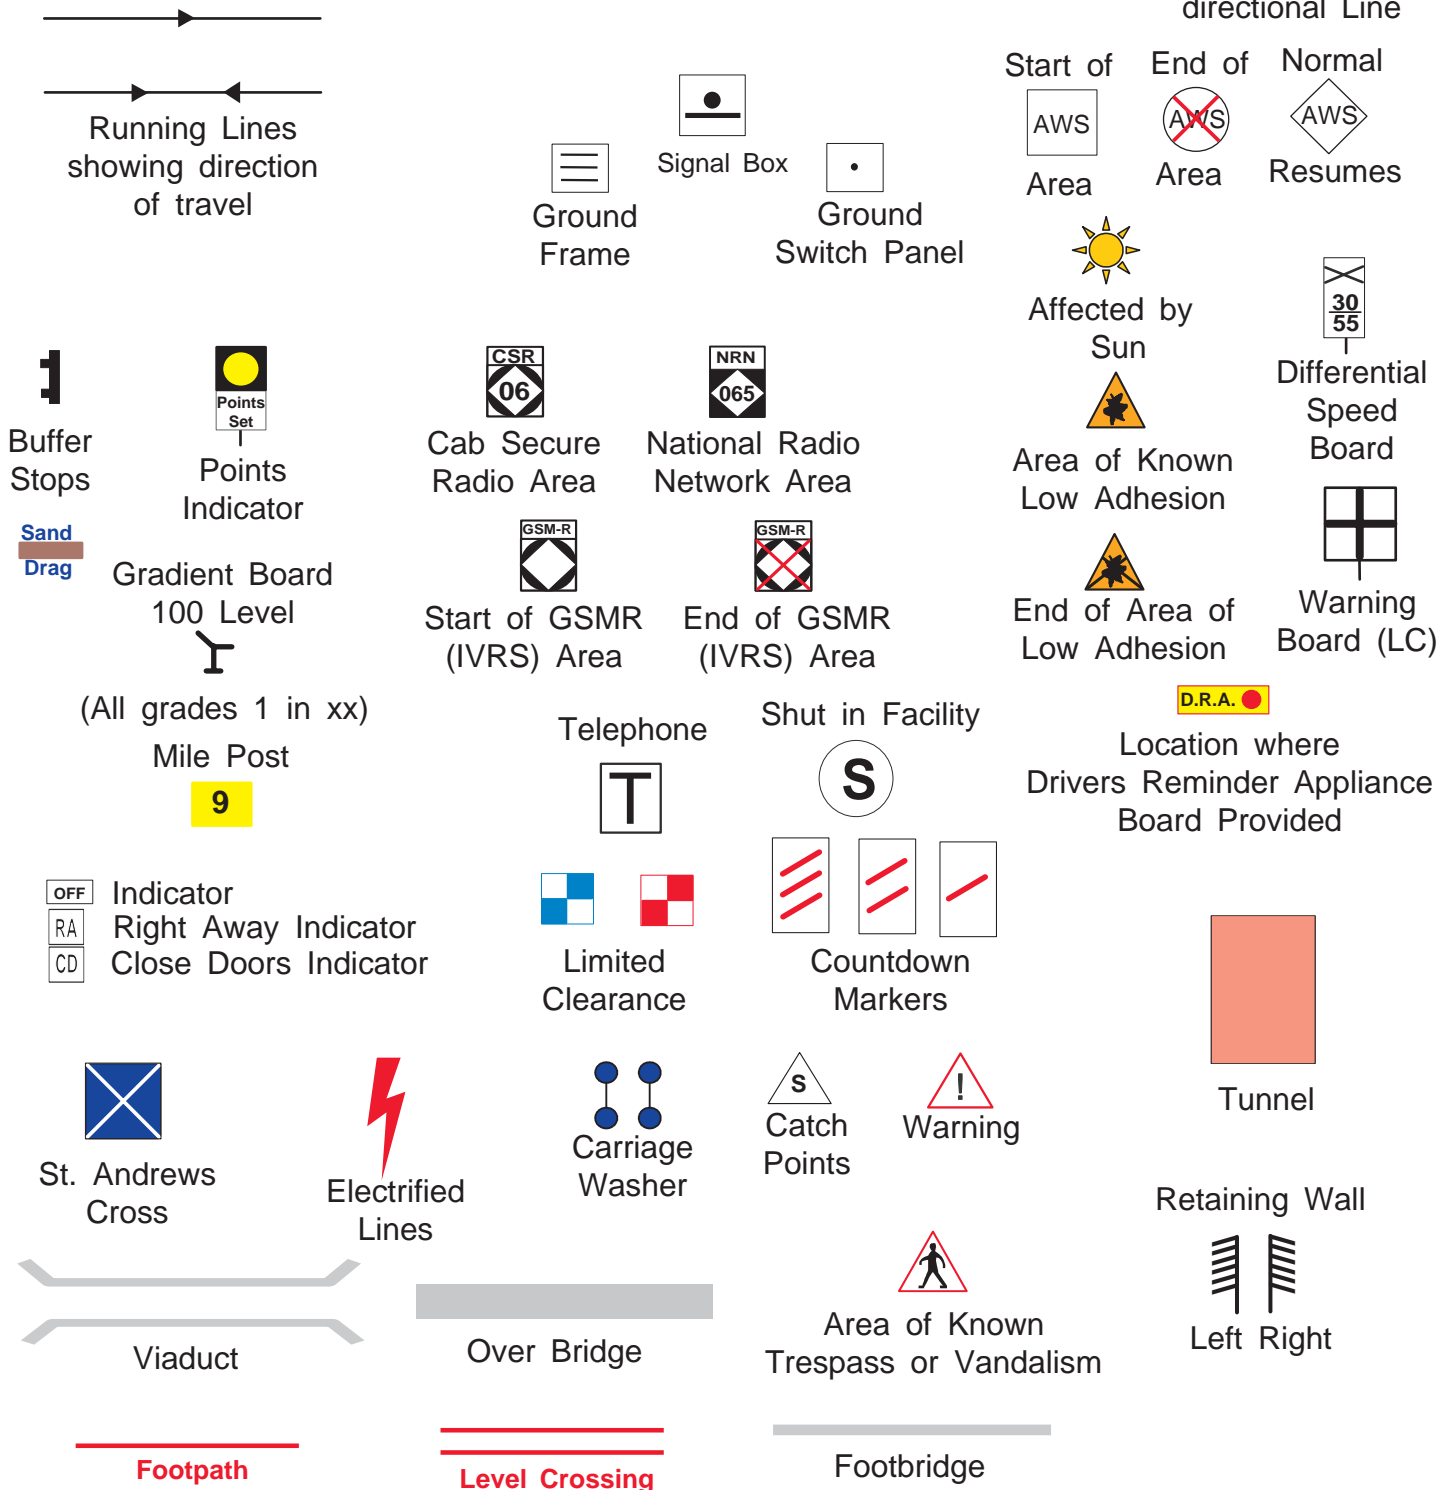 directional Line
Running Lines
showing direction
of travel
Signal Box
Ground
Frame
Ground
Switch Panel
Start of
AWS
Area
End of
AWS
Area
Normal
AWS
Resumes
Affected by
Sun
30
55
Differential
Speed
Board
Buffer
Stops
Points
Set
Points
Indicator
CSR
06
Cab Secure
Radio Area
NRN
065
National Radio
Network Area
Area of Known
Low Adhesion
Sand
Drag
Gradient Board
100 Level
(All grades 1 in xx)
GSM-R
Start of GSMR
(IVRS) Area
GSM-R
End of GSMR
(IVRS) Area
End of Area of
Low Adhesion
Warning
Board (LC)
Mile Post
9
Telephone
T
Shut in Facility
S
D.R.A.
Location where
Drivers Reminder Appliance
Board Provided
OFF Indicator
RA Right Away Indicator
CD Close Doors Indicator
Limited
Clearance
Countdown
Markers
Tunnel
St. Andrews
Cross
Electrified
Lines
Carriage
Washer
S
Catch
Points
!
Warning
Retaining Wall
Left Right
Viaduct
Over Bridge
Area of Known
Trespass or Vandalism
Footpath
Level Crossing
Footbridge